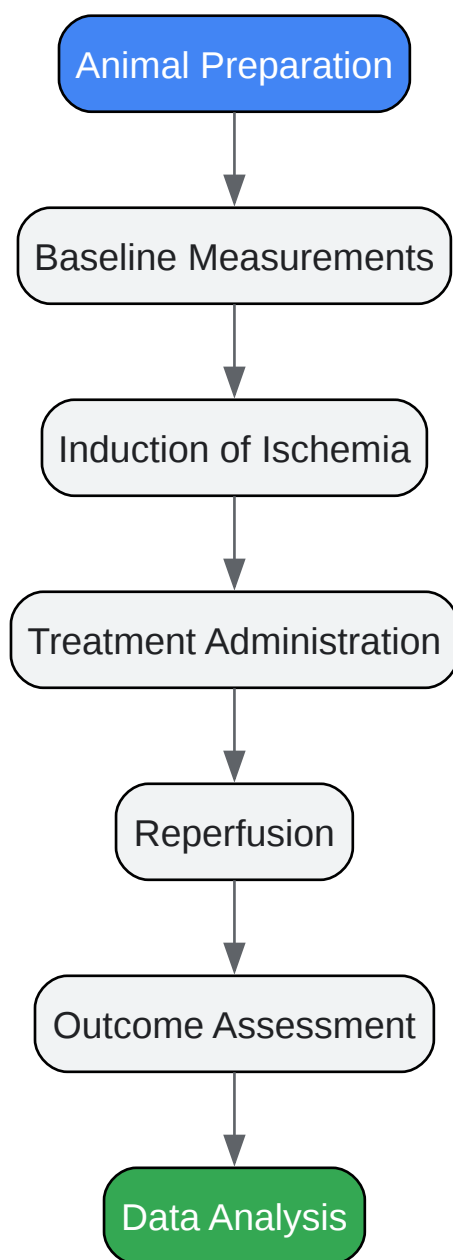 Animal Preparation
Baseline Measurements
Induction of Ischemia
Treatment Administration
Reperfusion
Outcome Assessment
Data Analysis